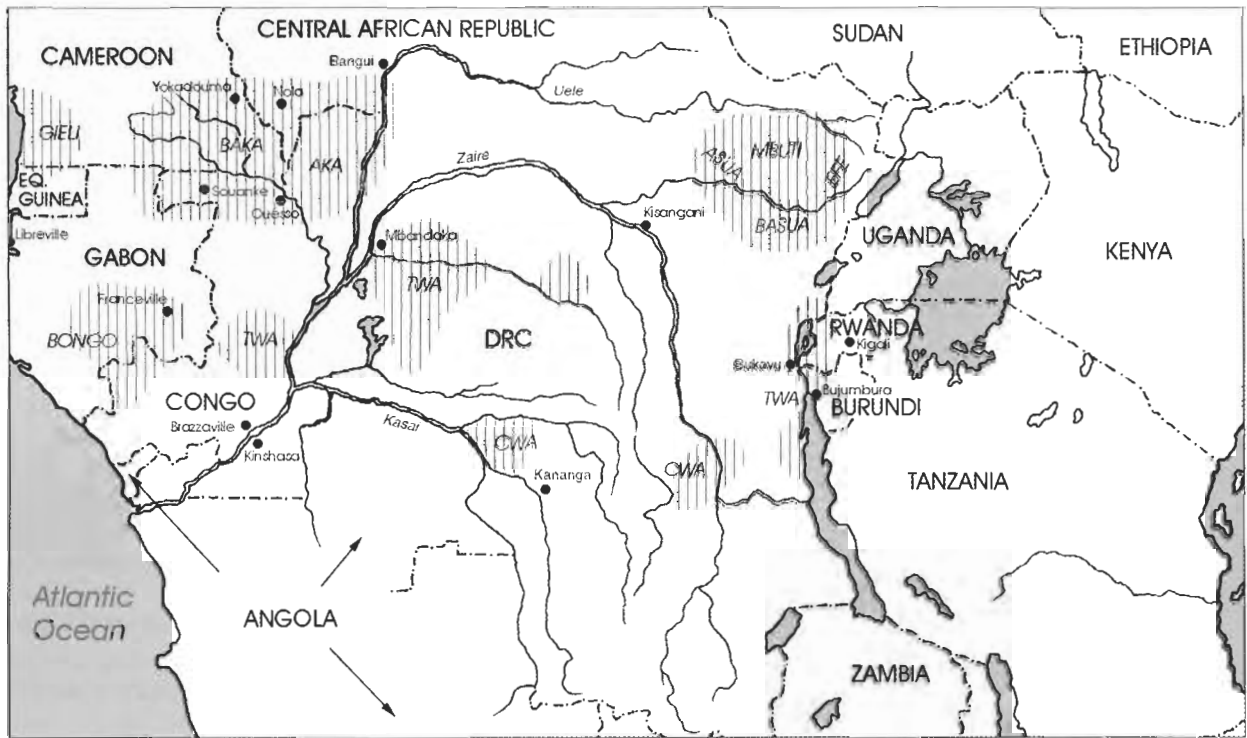 CENTRAL AFRICAN REPUBLIC
SUDAN
ETHIOPIA
CAMEROON
Bangui
Yokadouma
Nola
Uele
GIELI
BAKA
AKA
Zaire
ASUA
MBUTI
EFE
EQ.
GUINEA
Souanke
Ouesso
Kisangani
BASUA
Libreville
Mbandaka
UGANDA
KENYA
GABON
TWA
Franceville
DRC
RWANDA
Kigali
BONGO
TWA
Bukavu
TWA
Bujumbura
BURUNDI
CONGO
Brazzaville
Kasai
Kinshasa
CWA
CWA
Kananga
TANZANIA
Atlantic
Ocean
ANGOLA
ZAMBIA